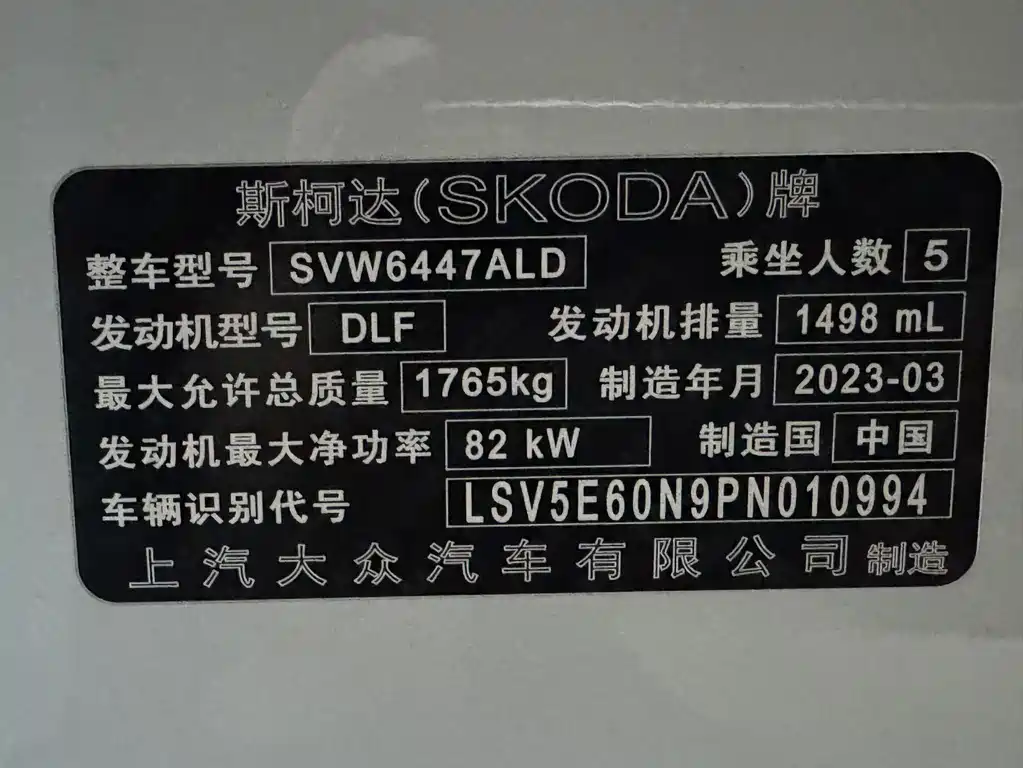 斯柯达(SKODA)牌
整车型号 SVW6447ALD 乘坐人数 5
发动机型号 DLF 发动机排量 1498 mL
最大允许总质量 1765kg 制造年月 2023-03
发动机最大净功率 82 kW 制造国 中国
车辆识别代号 LSV5E60N9PN010994
上汽大众汽车有限公司 制造